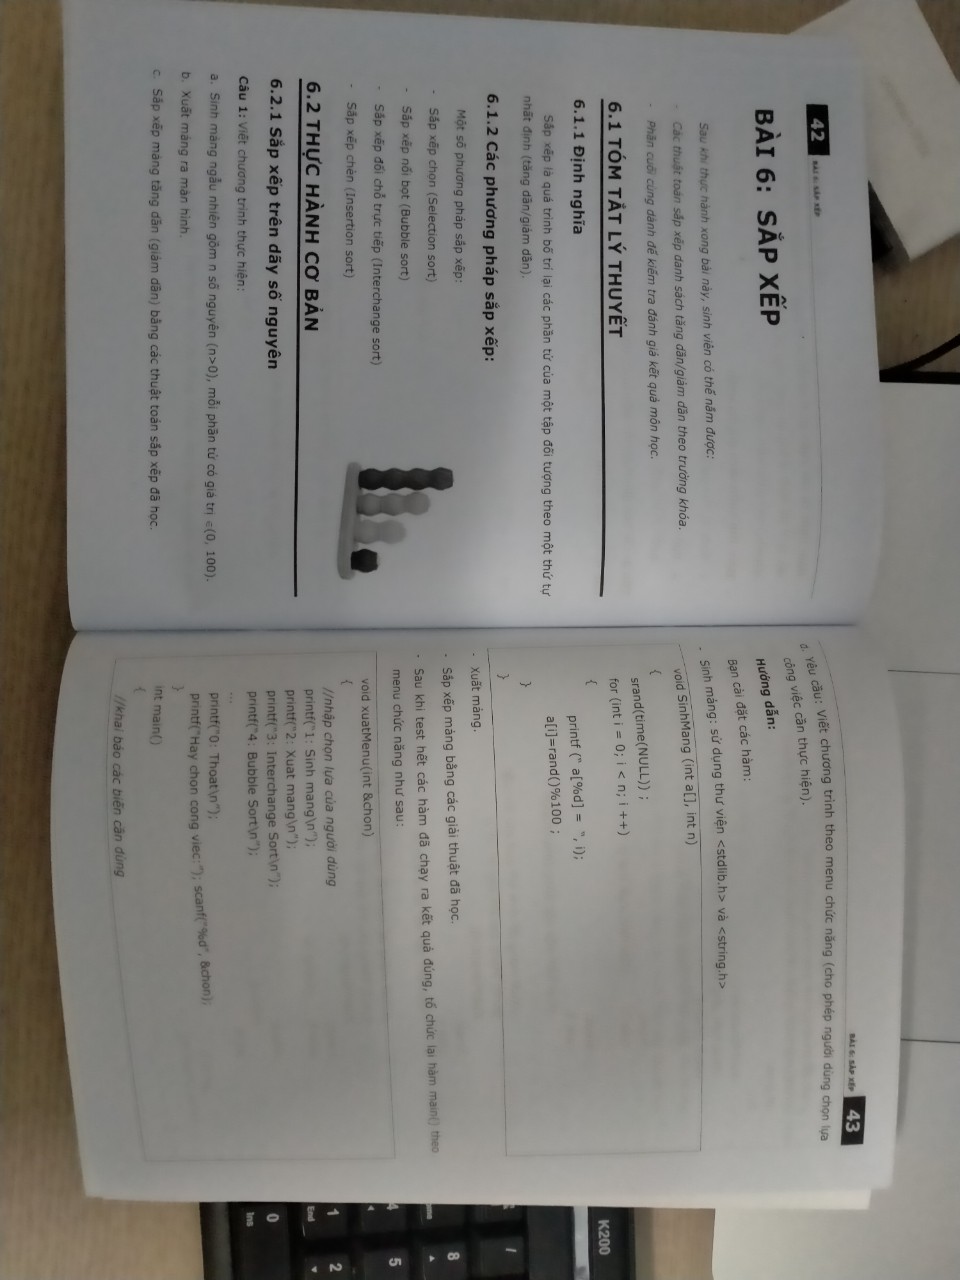 42 BÀI 6: SẮP XẾP
BÀI 6: SẮP XẾP
Sau khi thực hành xong bài này, sinh viên có thể nắm được:
- Các thuật toán sắp xếp danh sách tăng dần/giảm dần theo trường khóa.
- Phần cuối cùng dành để kiểm tra đánh giá kết quả môn học.
6.1 TÓM TẮT LÝ THUYẾT
6.1.1 Định nghĩa
Sắp xếp là quá trình bố trí lại các phần tử của một tập đối tượng theo một thứ tự
nhất định (tăng dần/giảm dần).
6.1.2 Các phương pháp sắp xếp:
Một số phương pháp sắp xếp:
- Sắp xếp chọn (Selection sort)
- Sắp xếp nổi bọt (Bubble sort)
- Sắp xếp đổi chỗ trực tiếp (Interchange sort)
- Sắp xếp chèn (Insertion sort)
6.2 THỰC HÀNH CƠ BẢN
6.2.1 Sắp xếp trên dãy số nguyên
Câu 1: Viết chương trình thực hiện:
a. Sinh mảng ngẫu nhiên gồm n số nguyên (n>0), mỗi phần tử có giá trị ∈(0, 100).
b. Xuất mảng ra màn hình.
c. Sắp xếp mảng tăng dần (giảm dần) bằng các thuật toán sắp xếp đã học.
BÀI 6: SẮP XẾP 43
d. Yêu cầu: Viết chương trình theo menu chức năng (cho phép người dùng chọn lựa
công việc cần thực hiện).
Hướng dẫn:
Bạn cài đặt các hàm:
- Sinh mảng: sử dụng thư viện <stdlib.h> và <string.h>
void SinhMang (int a[], int n)
{
srand(time(NULL)) ;
for (int i = 0; i < n; i ++)
{
printf (" a[%d] = ", i);
a[i]=rand()%100 ;
}
}
- Xuất mảng.
- Sắp xếp mảng bằng các giải thuật đã học.
- Sau khi test hết các hàm đã chạy ra kết quả đúng, tổ chức lại hàm main() theo
menu chức năng như sau:
void xuatMenu(int &chon)
{
//nhập chọn lựa của người dùng
printf("1: Sinh mang\n");
printf("2: Xuat mang\n");
printf("3: Interchange Sort\n");
printf("4: Bubble Sort\n");
...
printf("0: Thoat\n");
printf("Hay chon cong viec:"); scanf("%d", &chon);
}
int main()
{
//khai báo các biến cần dùng
K200
/
8
4
5
1
End
2
0
Ins